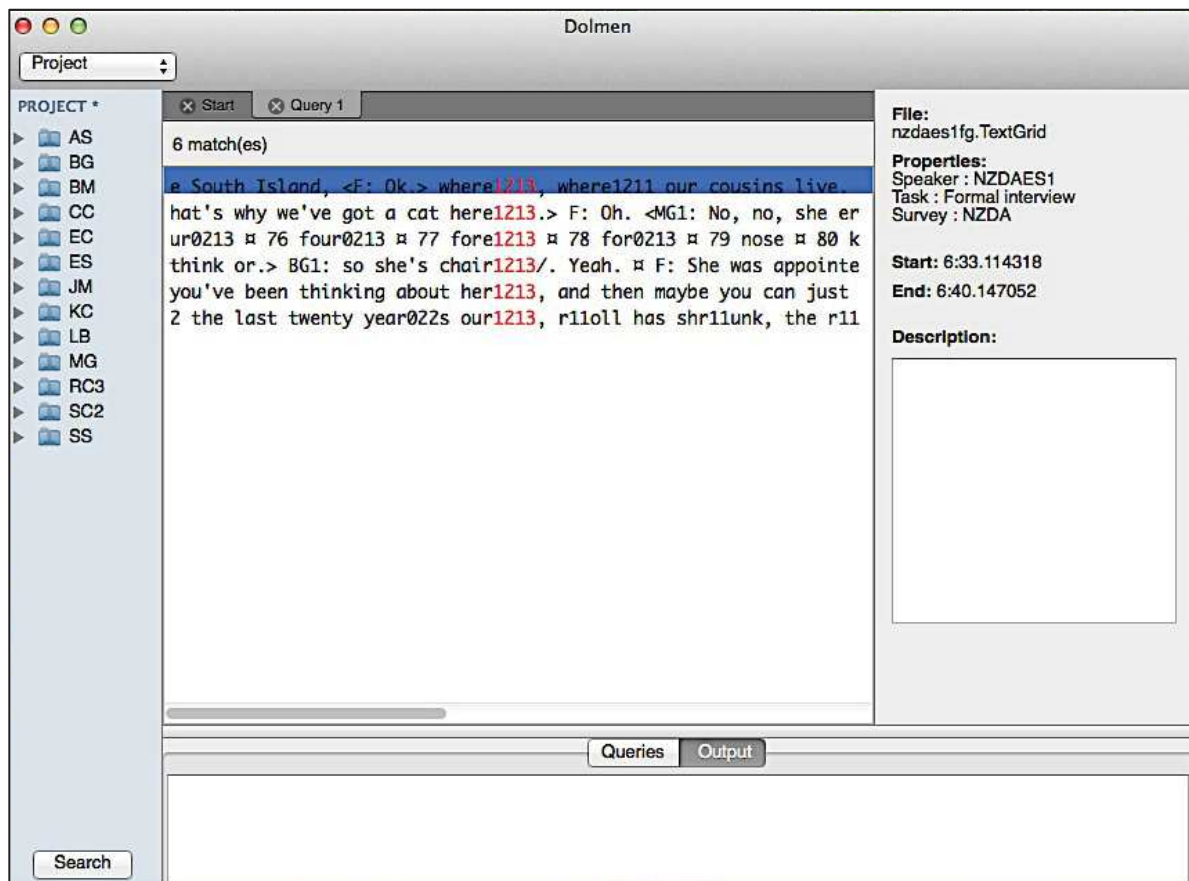 Dolmen
Project
PROJECT *
AS
BG
BM
CC
EC
ES
JM
KC
LB
MG
RC3
SC2
SS
Search
Start
Query 1
6 match(es)
e South Island, <F: Ok.> where1213, where1211 our cousins live.
hat's why we've got a cat here1213.> F: Oh. <MG1: No, no, she er
ur0213 ¤ 76 four0213 ¤ 77 fore1213 ¤ 78 for0213 ¤ 79 nose ¤ 80 k
think or.> BG1: so she's chair1213/. Yeah. ¤ F: She was appointe
you've been thinking about her1213, and then maybe you can just
2 the last twenty year022s our1213, r11oll has shr11unk, the r11
File:
nzdaes1fg.TextGrid
Properties:
Speaker : NZDAES1
Task : Formal interview
Survey : NZDA
Start: 6:33.114318
End: 6:40.147052
Description:
Queries
Output